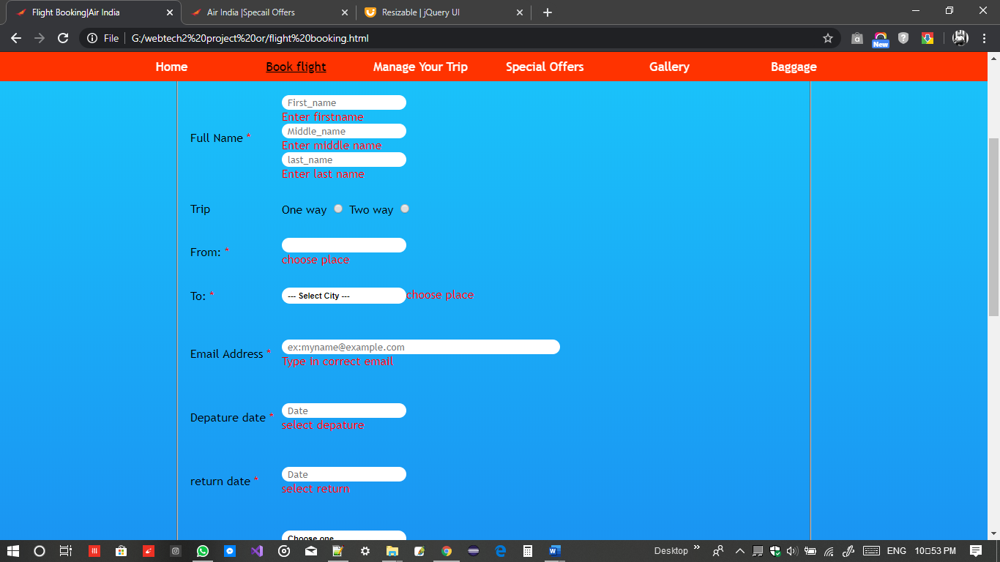 Flight Booking|Air India
Air India |Specail Offers
Resizable | jQuery UI
File
G:/webtech2%20project%20or/flight%20booking.html
New
Home Book flight Manage Your Trip Special Offers Gallery Baggage
First_name
Enter firstname
Full Name *
Middle_name
Enter middle name
last_name
Enter last name
Trip One way Two way
From: *
choose place
To: * --- Select City --- choose place
Email Address *
ex:myname@example.com
Type in correct email
Depature date *
Date
select depature
return date *
Date
select return
Choose one
Desktop
ENG
10□53 PM